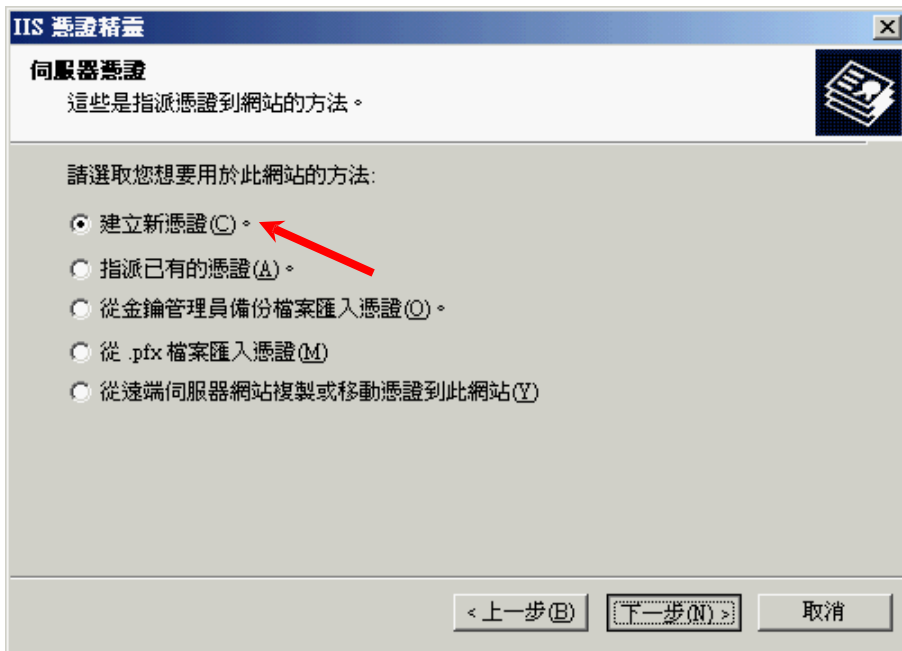 IIS 憑證精靈
伺服器憑證
這些是指派憑證到網站的方法。
請選取您想要用於此網站的方法:
建立新憑證(C)。
指派已有的憑證(A)。
從金鑰管理員備份檔案匯入憑證(O)。
從 .pfx 檔案匯入憑證(M)
從遠端伺服器網站複製或移動憑證到此網站(Y)
< 上一步(B)
下一步(N) >
取消